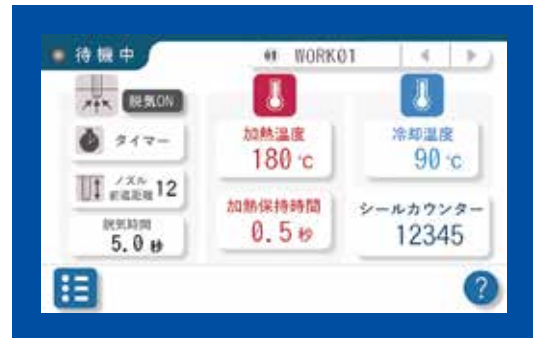 待機中
01 WORK01
脱気ON
タイマー
ノズル
前進距離 12
脱気時間
5.0 秒
加熱温度
180 ℃
加熱保持時間
0.5 秒
冷却温度
90 ℃
シールカウンター
12345
?